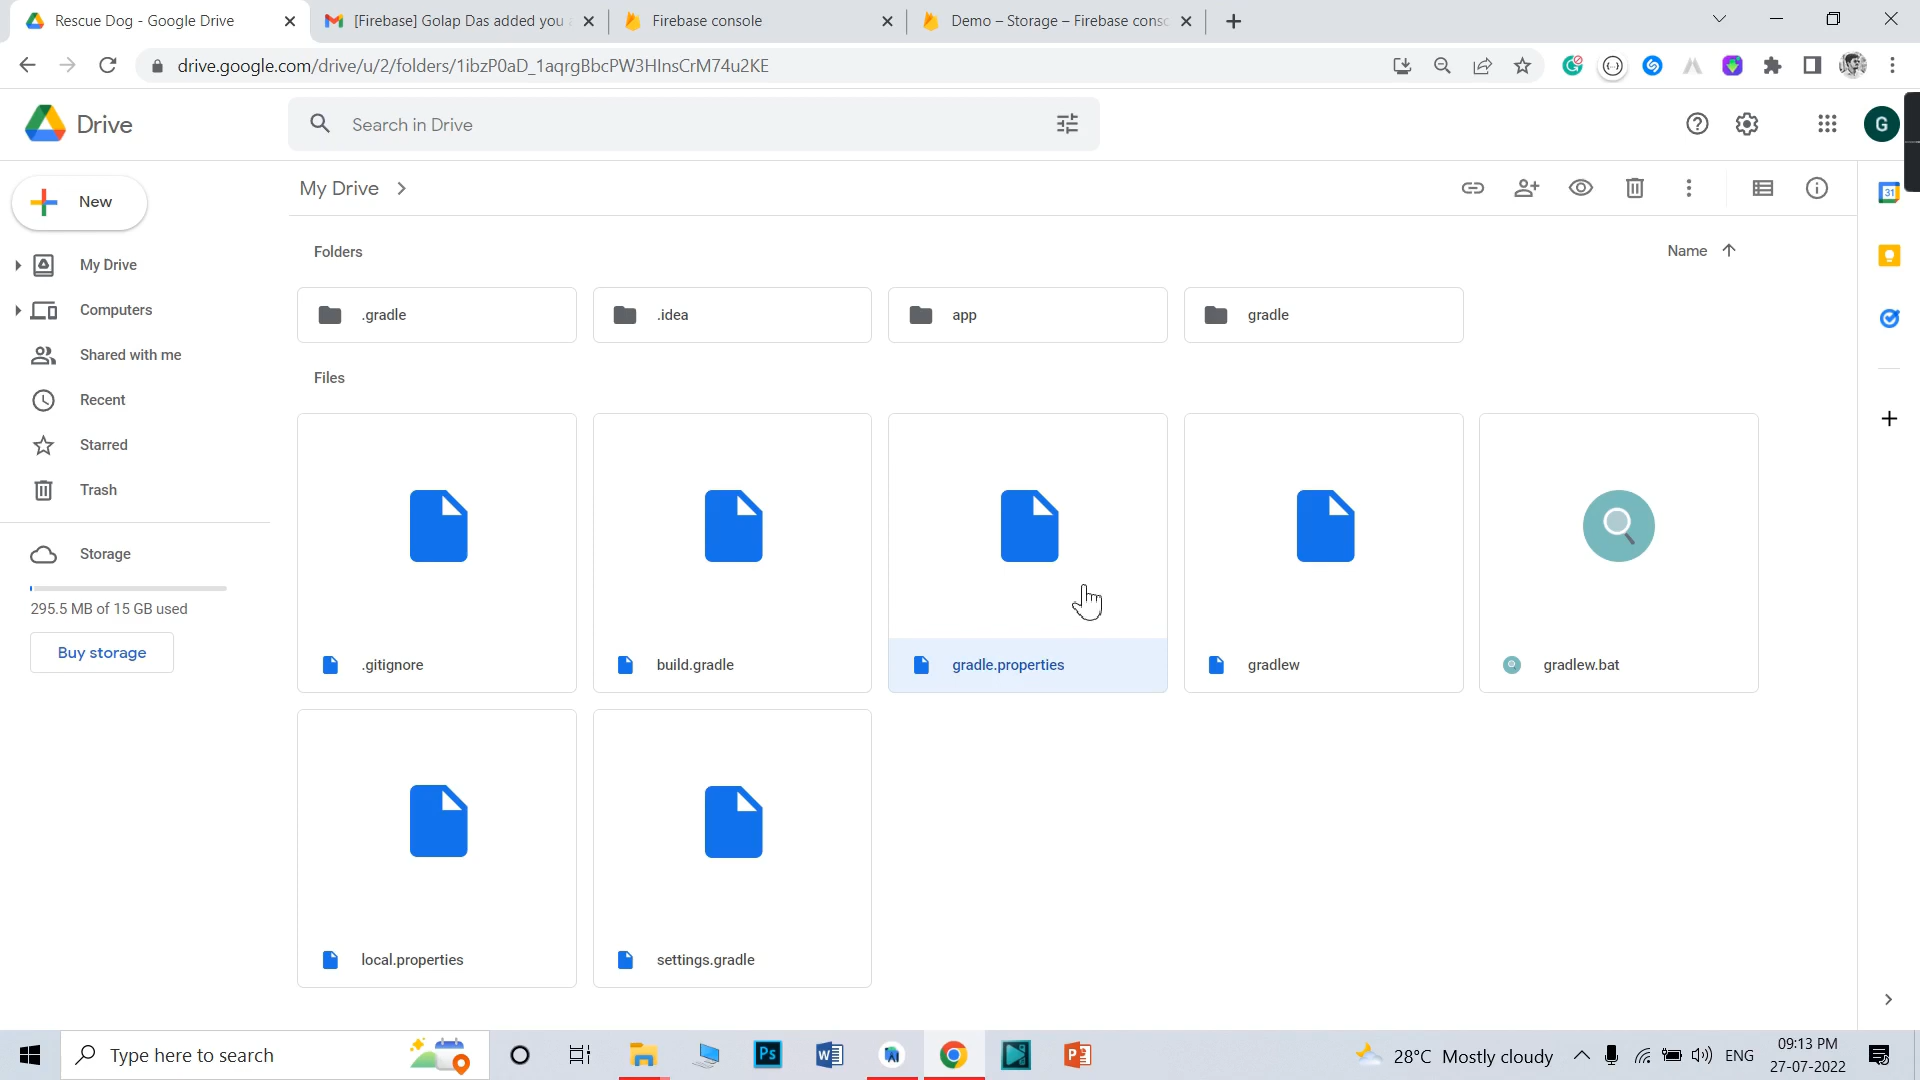 Rescue Dog - Google Drive
[Firebase] Golap Das added you a
Firebase console
Demo – Storage – Firebase consc
drive.google.com/drive/u/2/folders/1ibzP0aD_1aqrgBbcPW3HInsCrM74u2KE
Drive
Search in Drive
G
New
My Drive
Name
31
Folders
My Drive
.gradle
.idea
app
gradle
Computers
Shared with me
Files
Recent
Starred
Trash
Storage
295.5 MB of 15 GB used
Buy storage
.gitignore
build.gradle
gradle.properties
gradlew
gradlew.bat
local.properties
settings.gradle
Type here to search
Ps
W
P
28°C Mostly cloudy
ENG
09:13 PM
27-07-2022